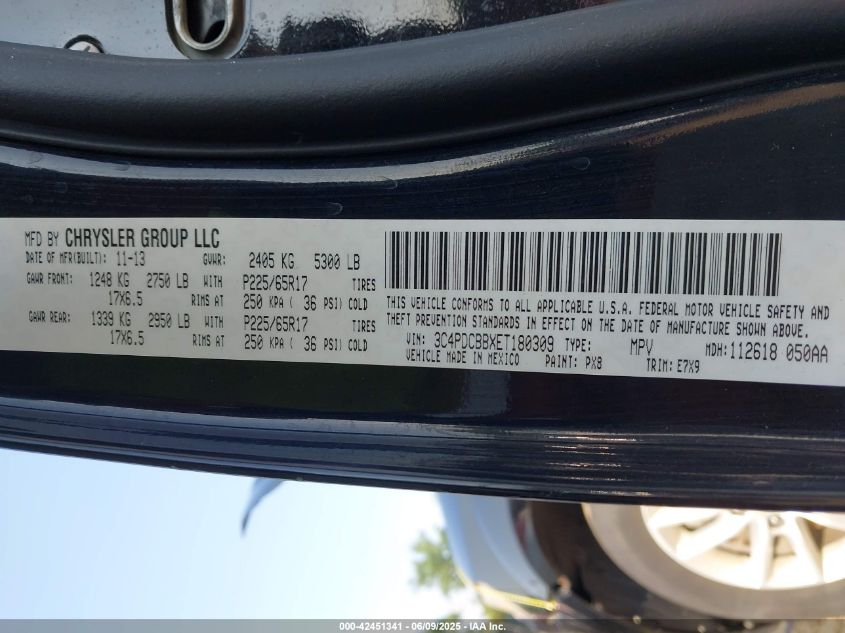 MFD BY CHRYSLER GROUP LLC
DATE OF MFR(BUILT): 11-13 GVWR: 2405 KG 5300 LB
GAWR FRONT: 1248 KG 2750 LB WITH P225/65R17 TIRES
17X6.5 RIMS AT 250 KPA ( 36 PSI) COLD
GAWR REAR: 1339 KG 2950 LB WITH P225/65R17 TIRES
17X6.5 RIMS AT 250 KPA ( 36 PSI) COLD
THIS VEHICLE CONFORMS TO ALL APPLICABLE U.S.A. FEDERAL MOTOR VEHICLE SAFETY AND
THEFT PREVENTION STANDARDS IN EFFECT ON THE DATE OF MANUFACTURE SHOWN ABOVE.
VIN: 3C4PDCBBXET180309 TYPE: MPV MDH: 112618 050AA
VEHICLE MADE IN MEXICO PAINT: PX8 TRIM: E7X9
000-42451341 | 06/09/2025 - IAA Inc.